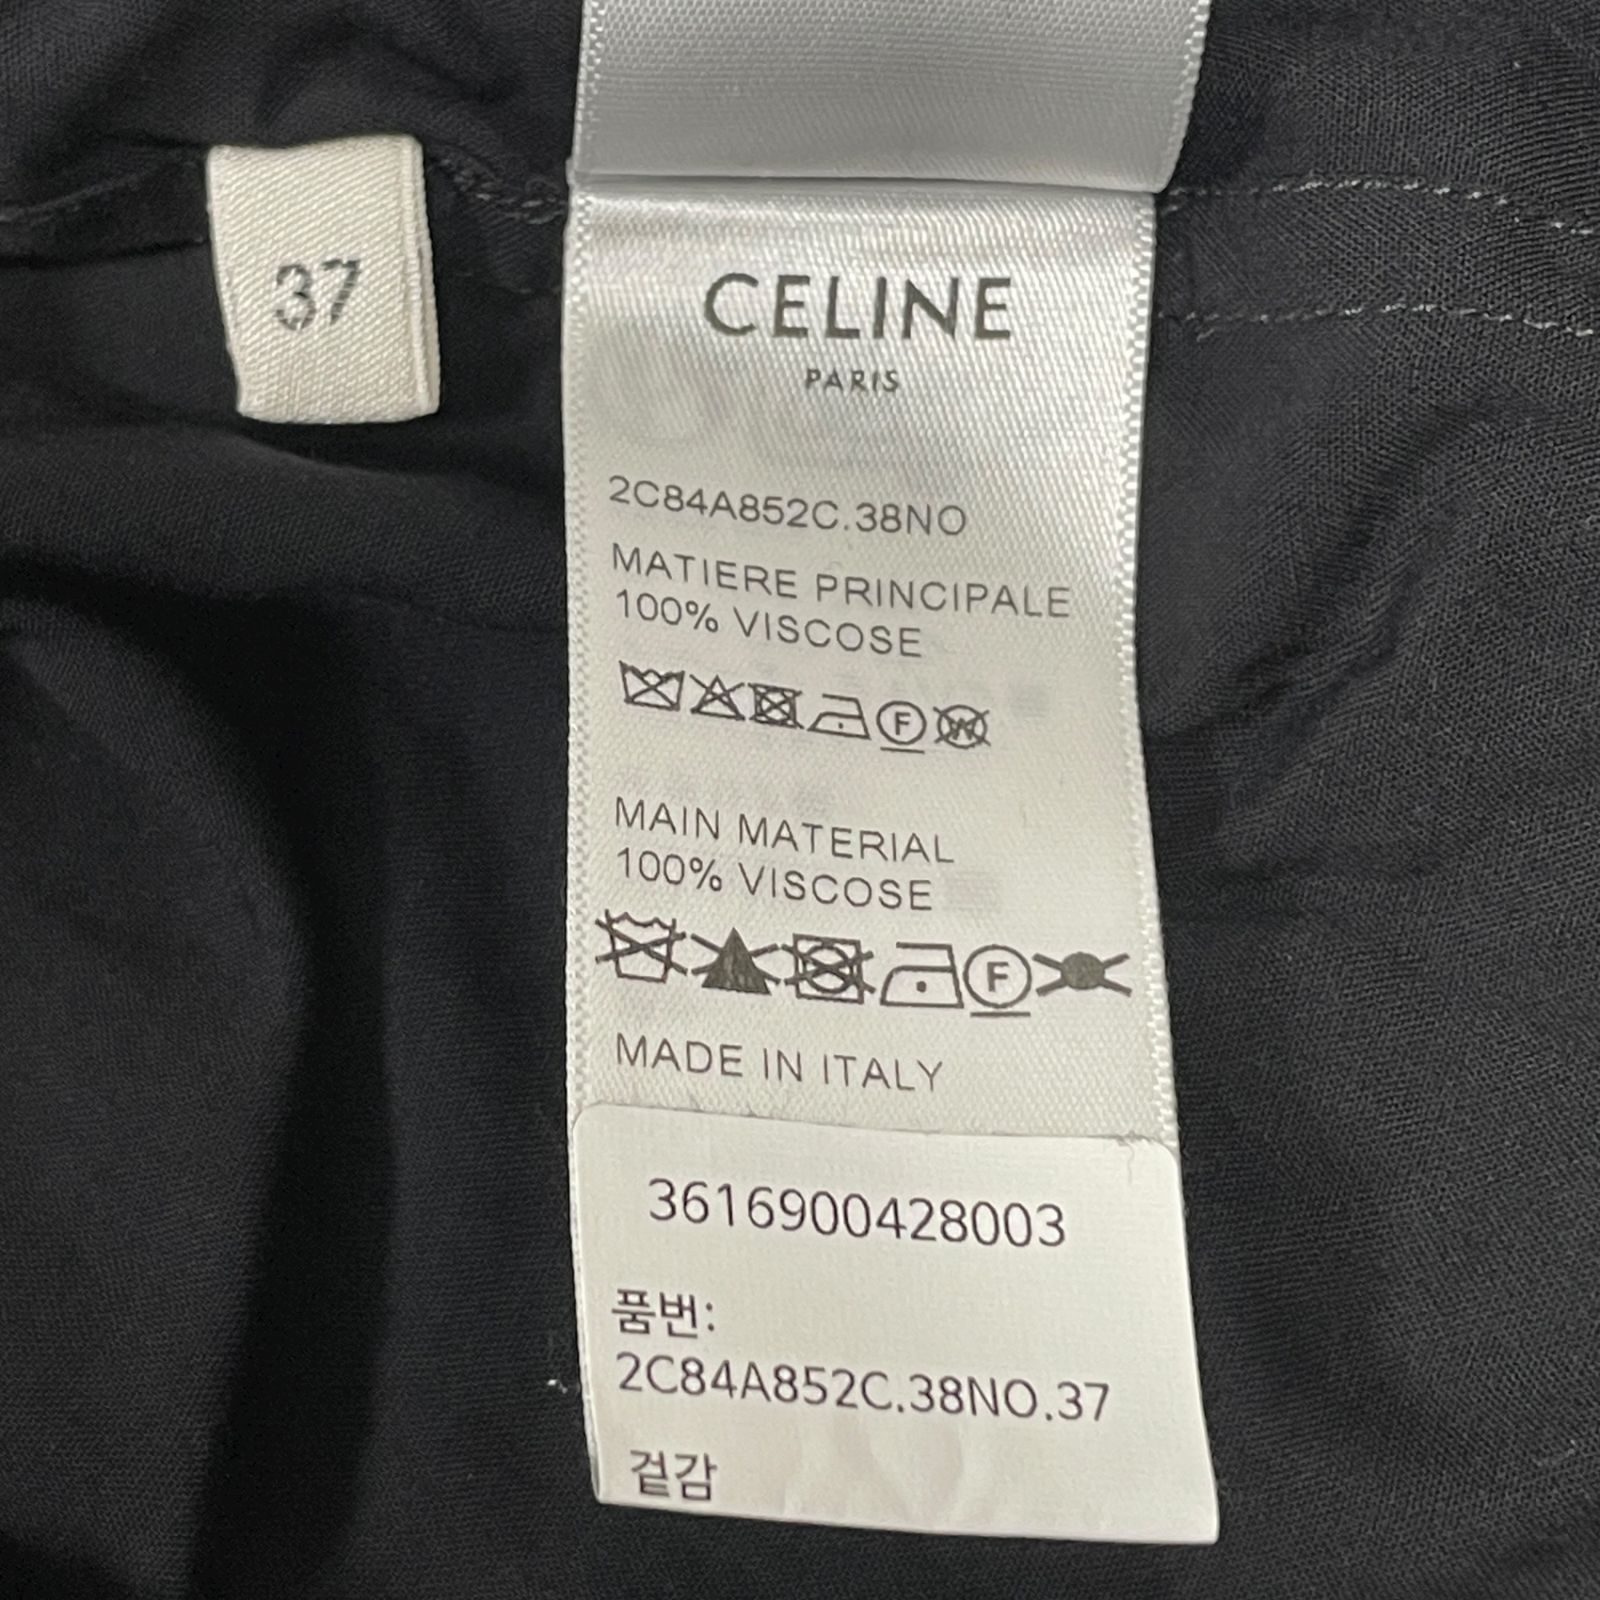 37
CELINE
PARIS
2C84A852C.38NO
MATIERE PRINCIPALE
100% VISCOSE
F W
MAIN MATERIAL
100% VISCOSE
F
MADE IN ITALY
3616900428003
품번:
2C84A852C.38NO.37
겉감